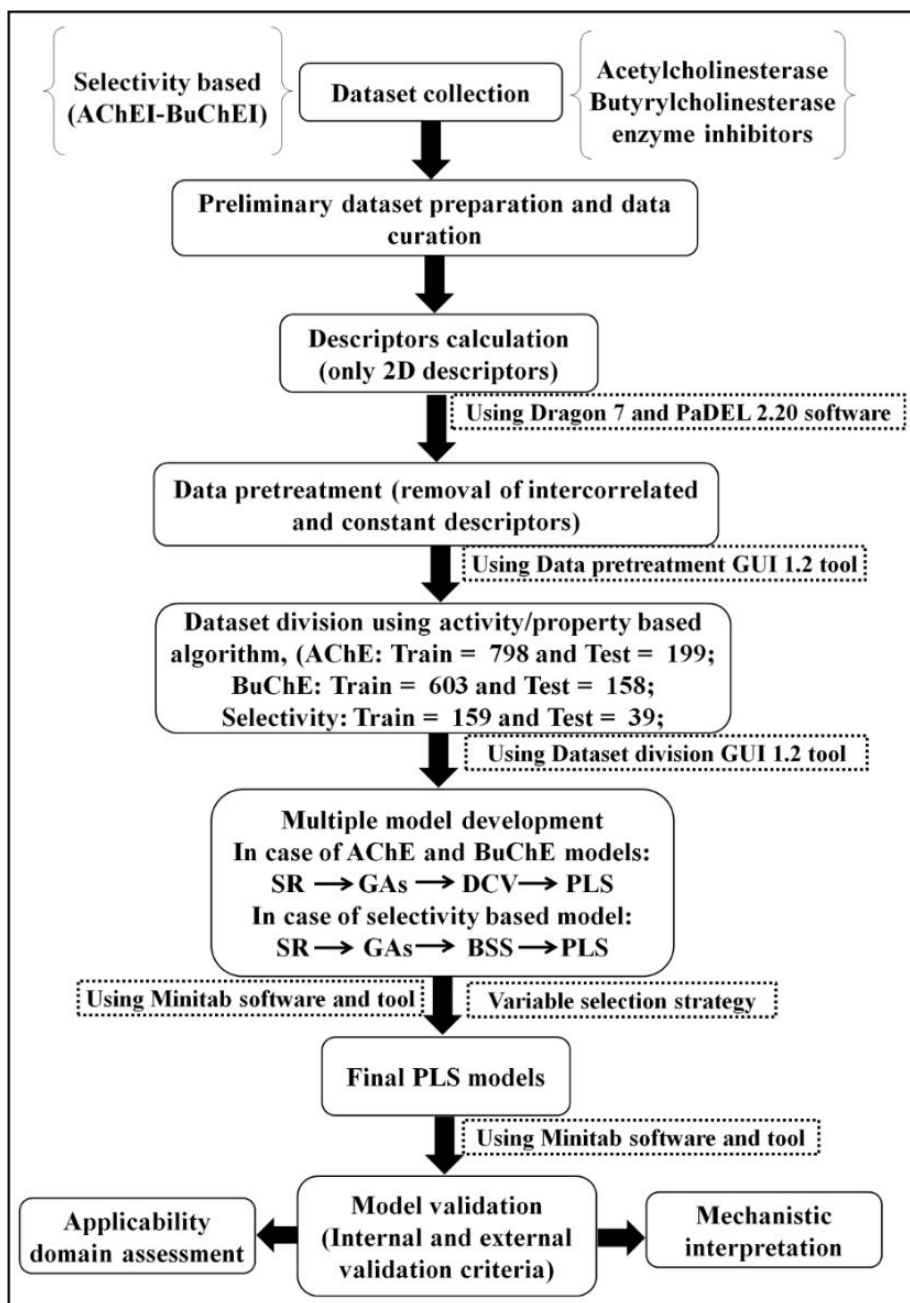 Selectivity based
(AChEI-BuChEI)
Dataset collection
Acetylcholinesterase
Butyrylcholinesterase
enzyme inhibitors
Preliminary dataset preparation and data
curation
Descriptors calculation
(only 2D descriptors)
Using Dragon 7 and PaDEL 2.20 software
Data pretreatment (removal of intercorrelated
and constant descriptors)
Using Data pretreatment GUI 1.2 tool
Dataset division using activity/property based
algorithm, (AChE: Train = 798 and Test = 199;
BuChE: Train = 603 and Test = 158;
Selectivity: Train = 159 and Test = 39;
Using Dataset division GUI 1.2 tool
Multiple model development
In case of AChE and BuChE models:
SR → GAs → DCV → PLS
In case of selectivity based model:
SR → GAs → BSS → PLS
Using Minitab software and tool
Variable selection strategy
Final PLS models
Using Minitab software and tool
Applicability
domain assessment
Model validation
(Internal and external
validation criteria)
Mechanistic
interpretation